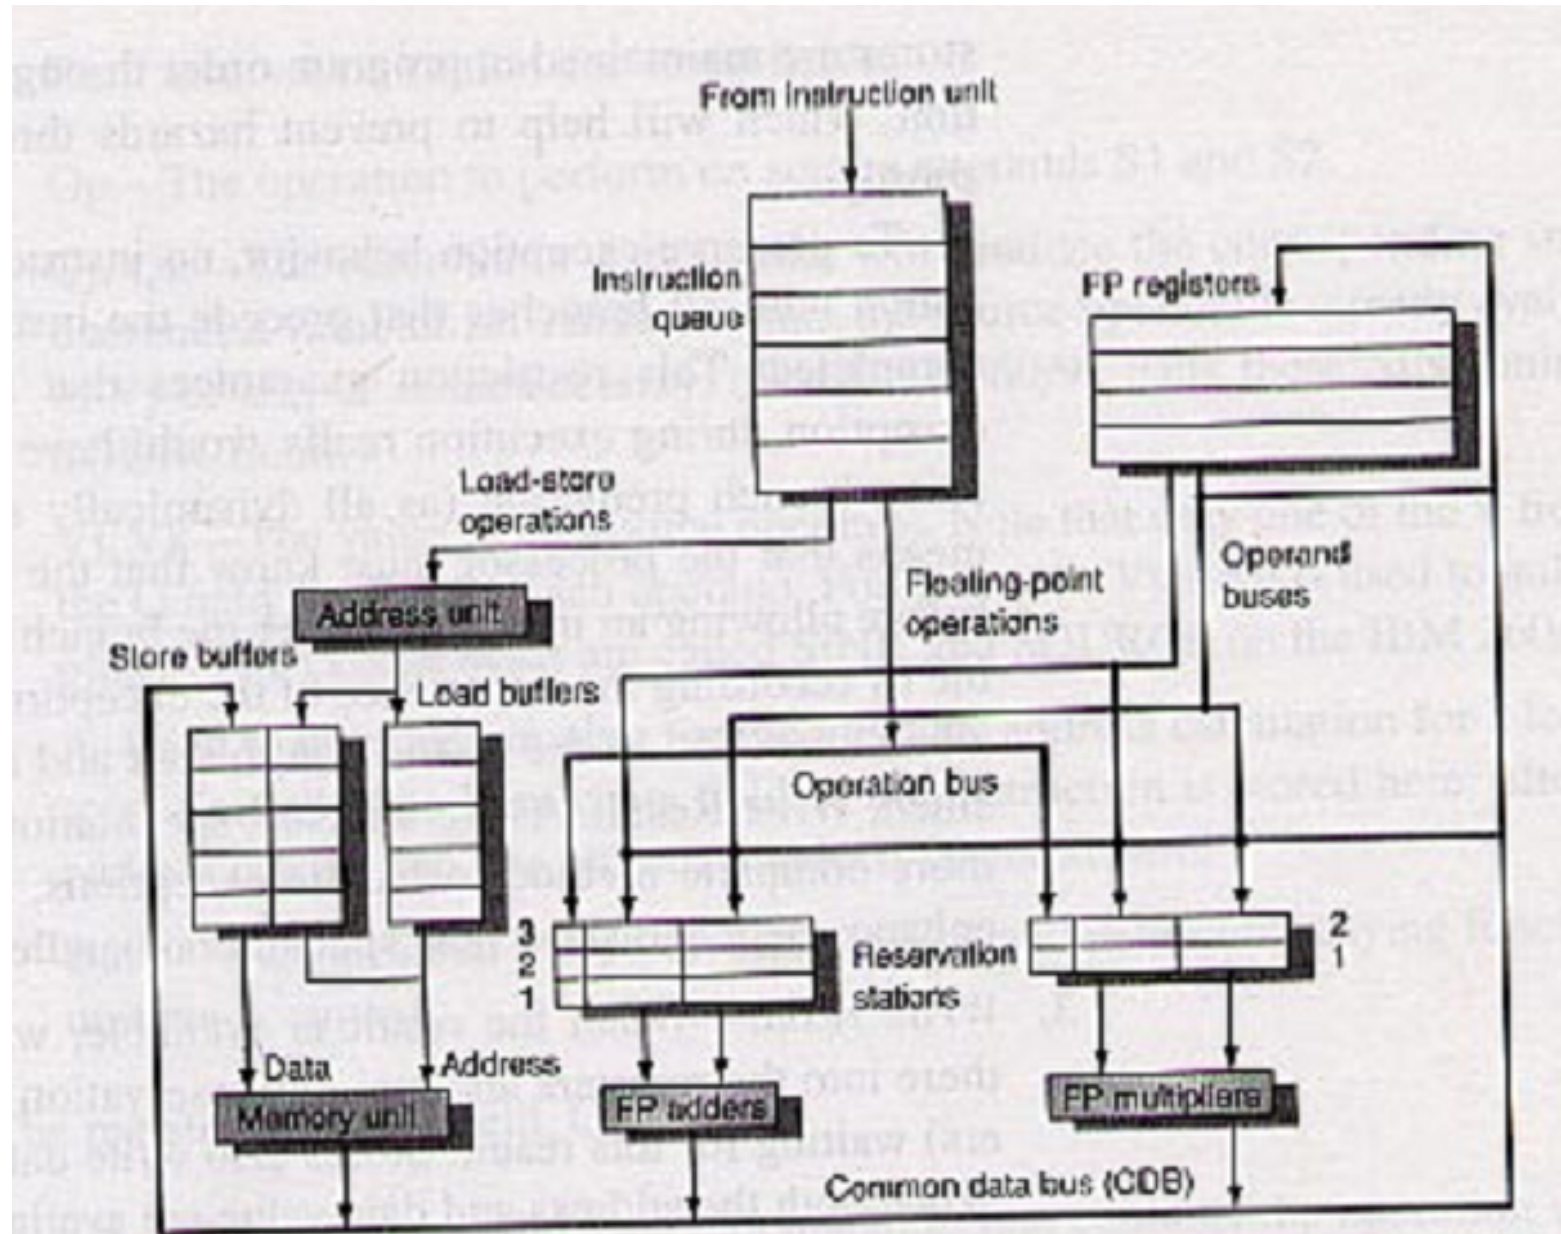 From instruction unit
Instruction
queue
FP registers
Load-store
operations
Operand
buses
Floating-point
operations
Address unit
Store buffers
Load buffers
Operation bus
3
2
1
Reservation
stations
2
1
Data
Address
Memory unit
FP adders
FP multipliers
Common data bus (CDB)